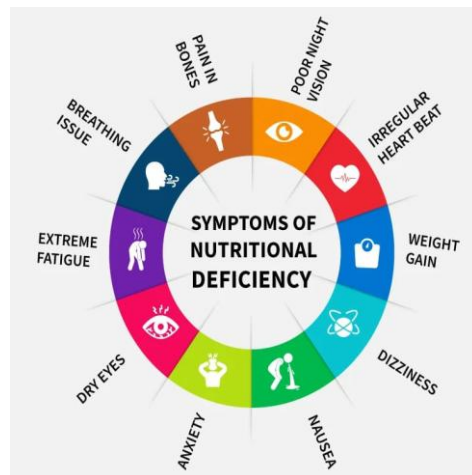 SYMPTOMS OF
NUTRITIONAL
DEFICIENCY
POOR NIGHT
VISION
IRREGULAR
HEART BEAT
WEIGHT
GAIN
DIZZINESS
NAUSEA
ANXIETY
DRY EYES
EXTREME
FATIGUE
BREATHING
ISSUE
PAIN IN
BONES